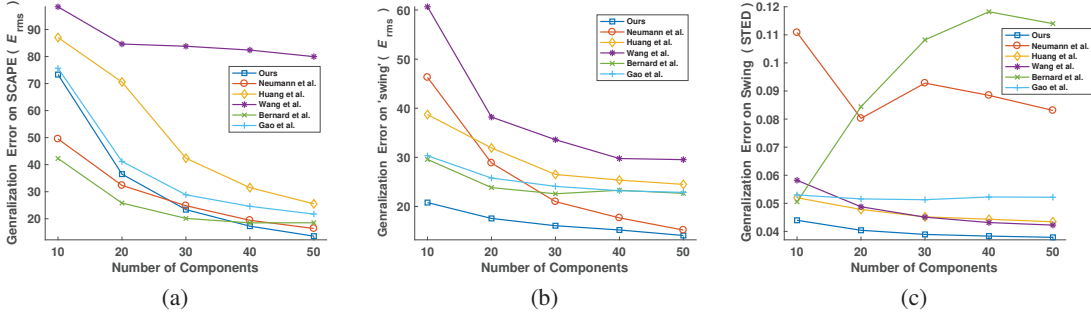 Genralization Error on SCAPE ( E rms )
90
80
70
60
50
40
30
20
10
20
30
40
50
Number of Components
Ours
Neumann et al.
Huang et al.
Wang et al.
Bernard et al.
Gao et al.
(a)
Genralization Error on 'swing' ( E rms )
60
50
40
30
20
10
20
30
40
50
Number of Components
Ours
Neumann et al.
Huang et al.
Wang et al.
Bernard et al.
Gao et al.
(b)
Genralization Error on Swing ( STED)
0.12
0.11
0.1
0.09
0.08
0.07
0.06
0.05
0.04
10
20
30
40
50
Number of Components
Ours
Neumann et al.
Huang et al.
Wang et al.
Bernard et al.
Gao et al.
(c)